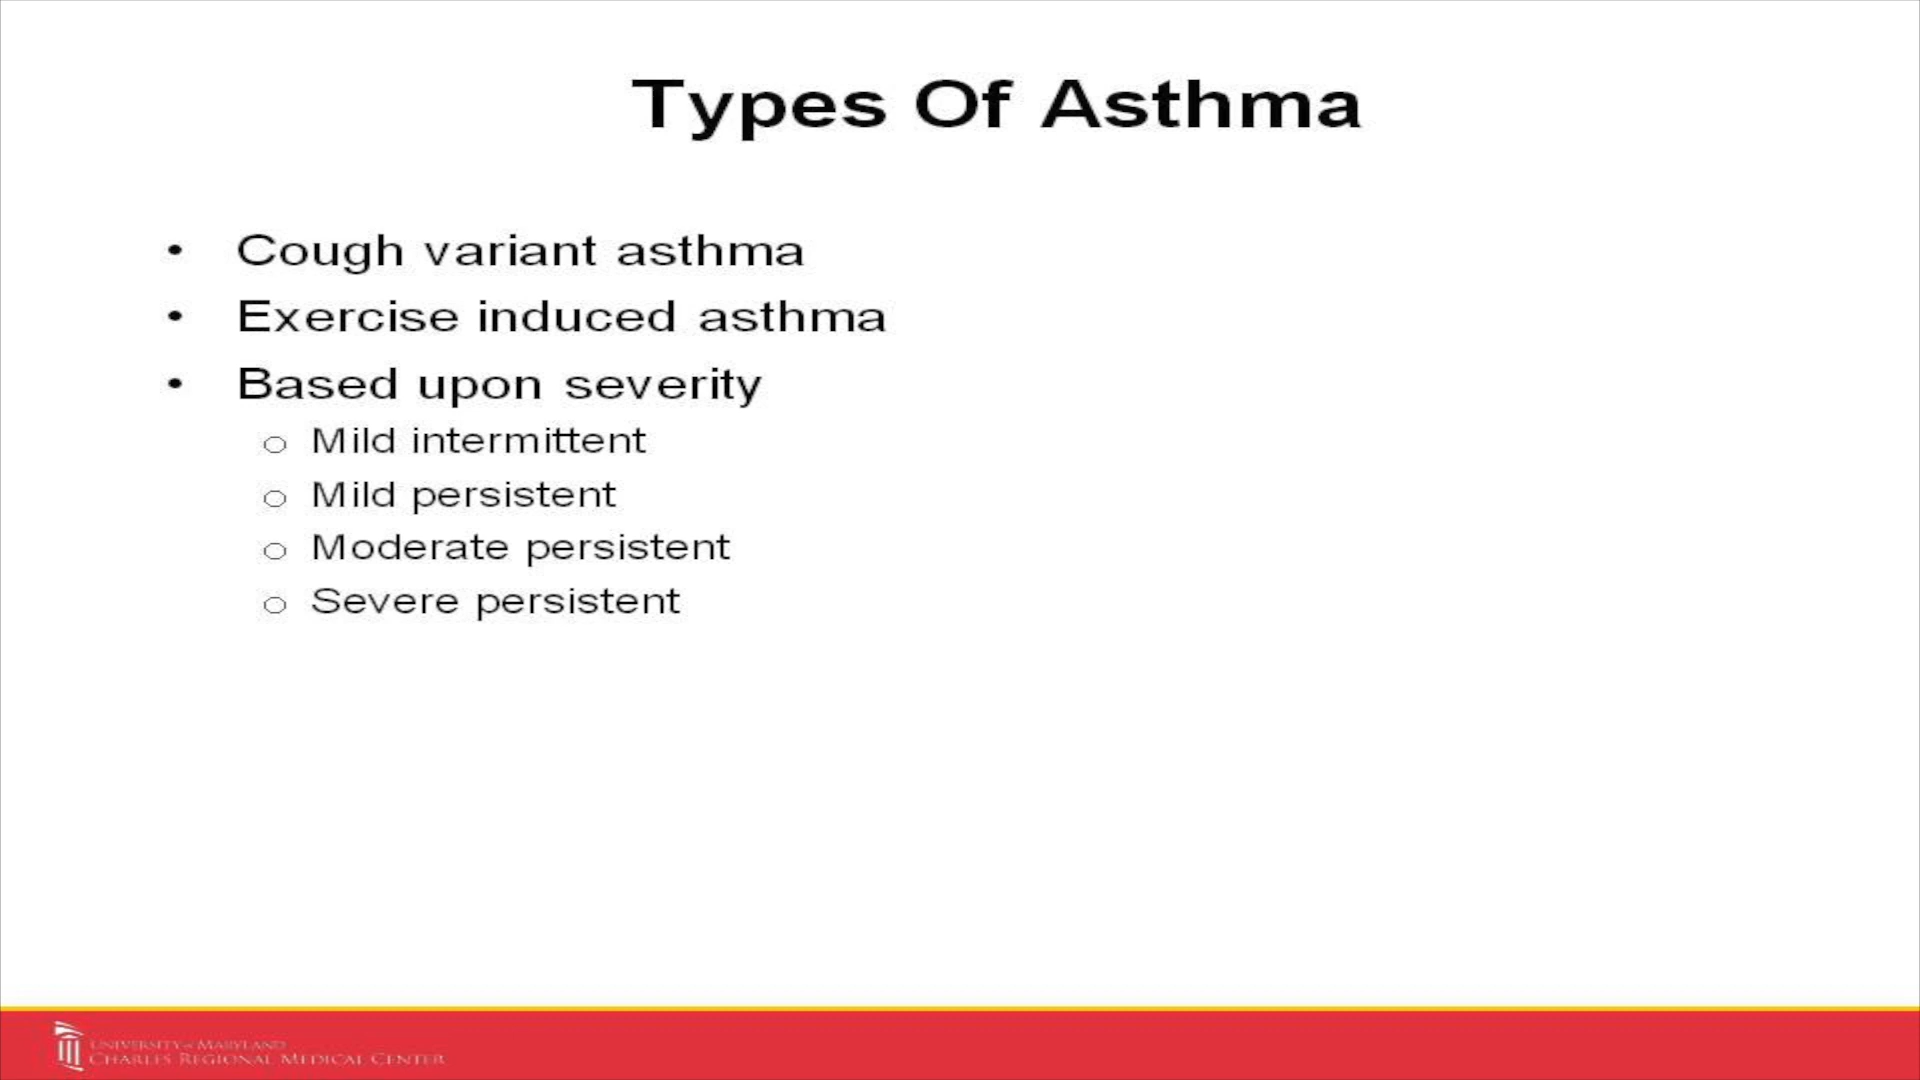 Types Of Asthma
• Cough variant asthma
• Exercise induced asthma
• Based upon severity
○ Mild intermittent
○ Mild persistent
○ Moderate persistent
○ Severe persistent
UNIVERSITY of MARYLAND
CHARLES REGIONAL MEDICAL CENTER